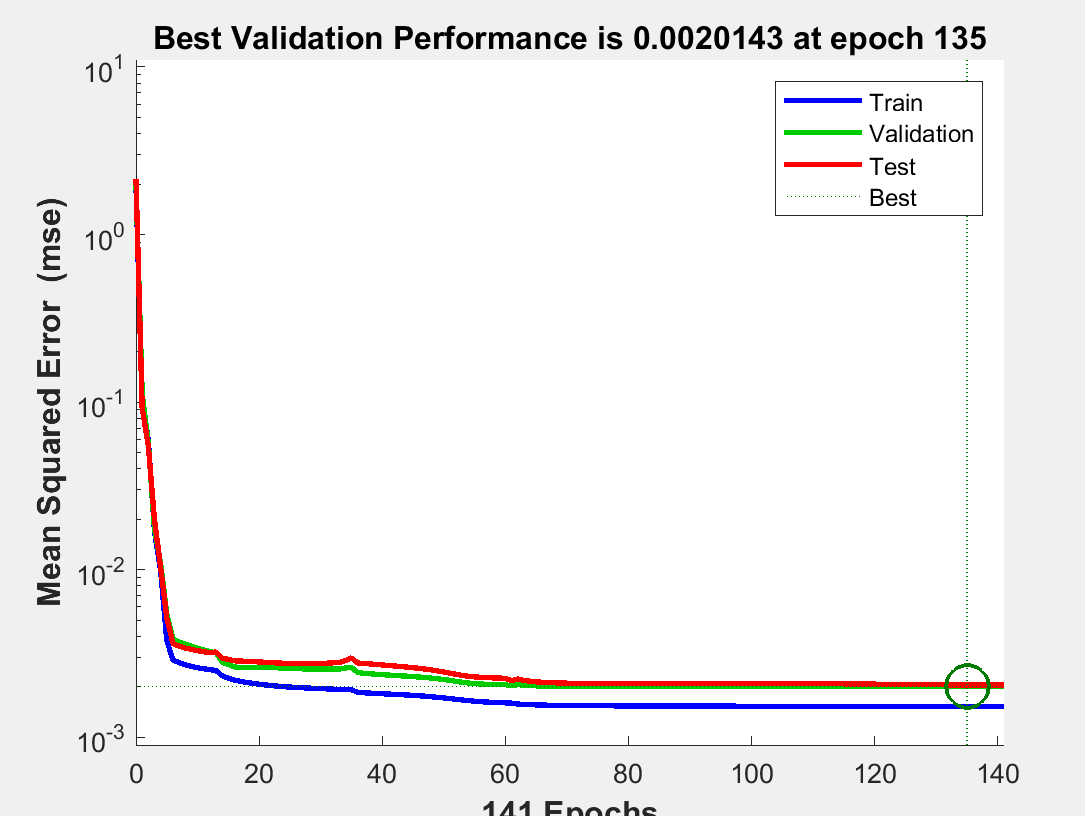 Best Validation Performance is 0.0020143 at epoch 135
Mean Squared Error (mse)
10^1
10^0
10^-1
10^-2
10^-3
Train
Validation
Test
Best
0 20 40 60 80 100 120 140
141 Epochs